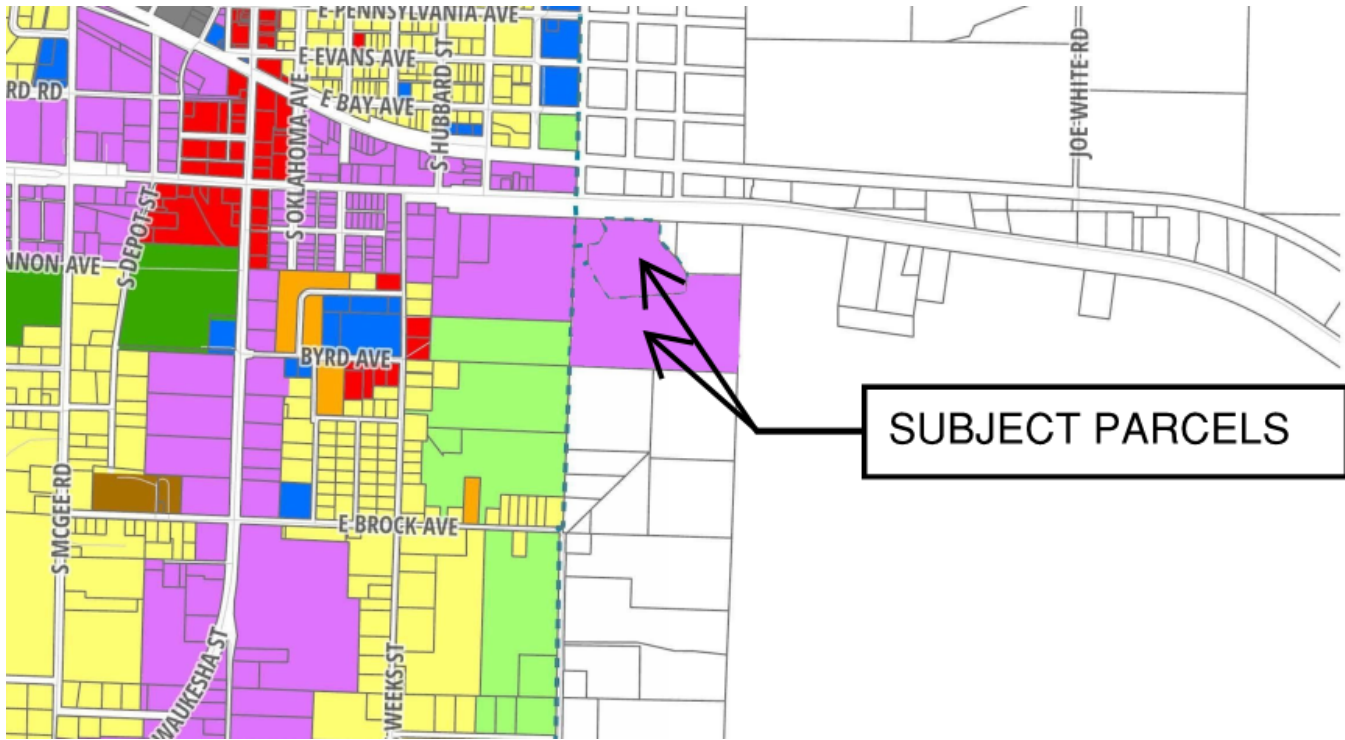 E PENNSYLVANIA AVE
E EVANS AVE
E BAY AVE
S HUBBARD ST
RD RD
S OKLAHOMA AVE
JOE WHITE RD
S DEPOT ST
NNON AVE
BYRD AVE
SUBJECT PARCELS
S MCGEE RD
E BROCK AVE
WAUKESHA ST
WEEKS ST